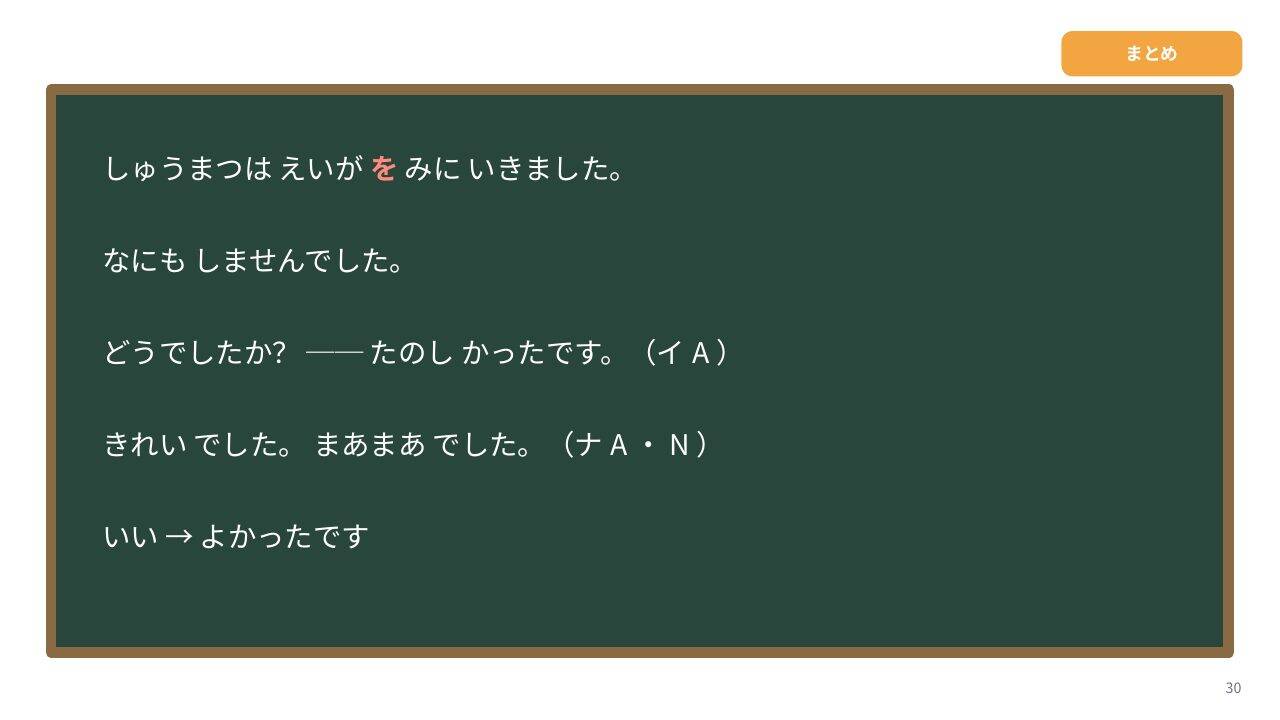 まとめ
しゅうまつは えいが を みに いきました。
なにも しませんでした。
どうでしたか? ── たのし かったです。（イ A ）
きれい でした。 まあまあ でした。（ナ A ・ N ）
いい → よかったです
30